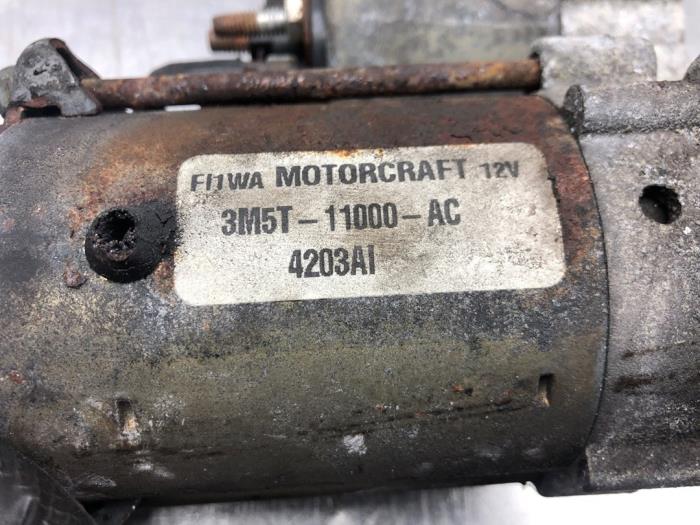 FI1WA MOTORCRAFT 12V
3M5T-11000-AC
4203AI